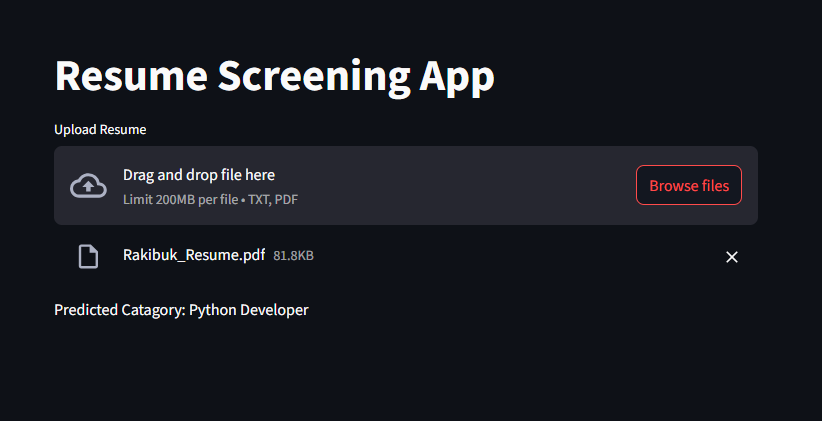 Resume Screening App
Upload Resume
Drag and drop file here
Limit 200MB per file • TXT, PDF
Browse files
Rakibuk_Resume.pdf 81.8KB
Predicted Catagory: Python Developer